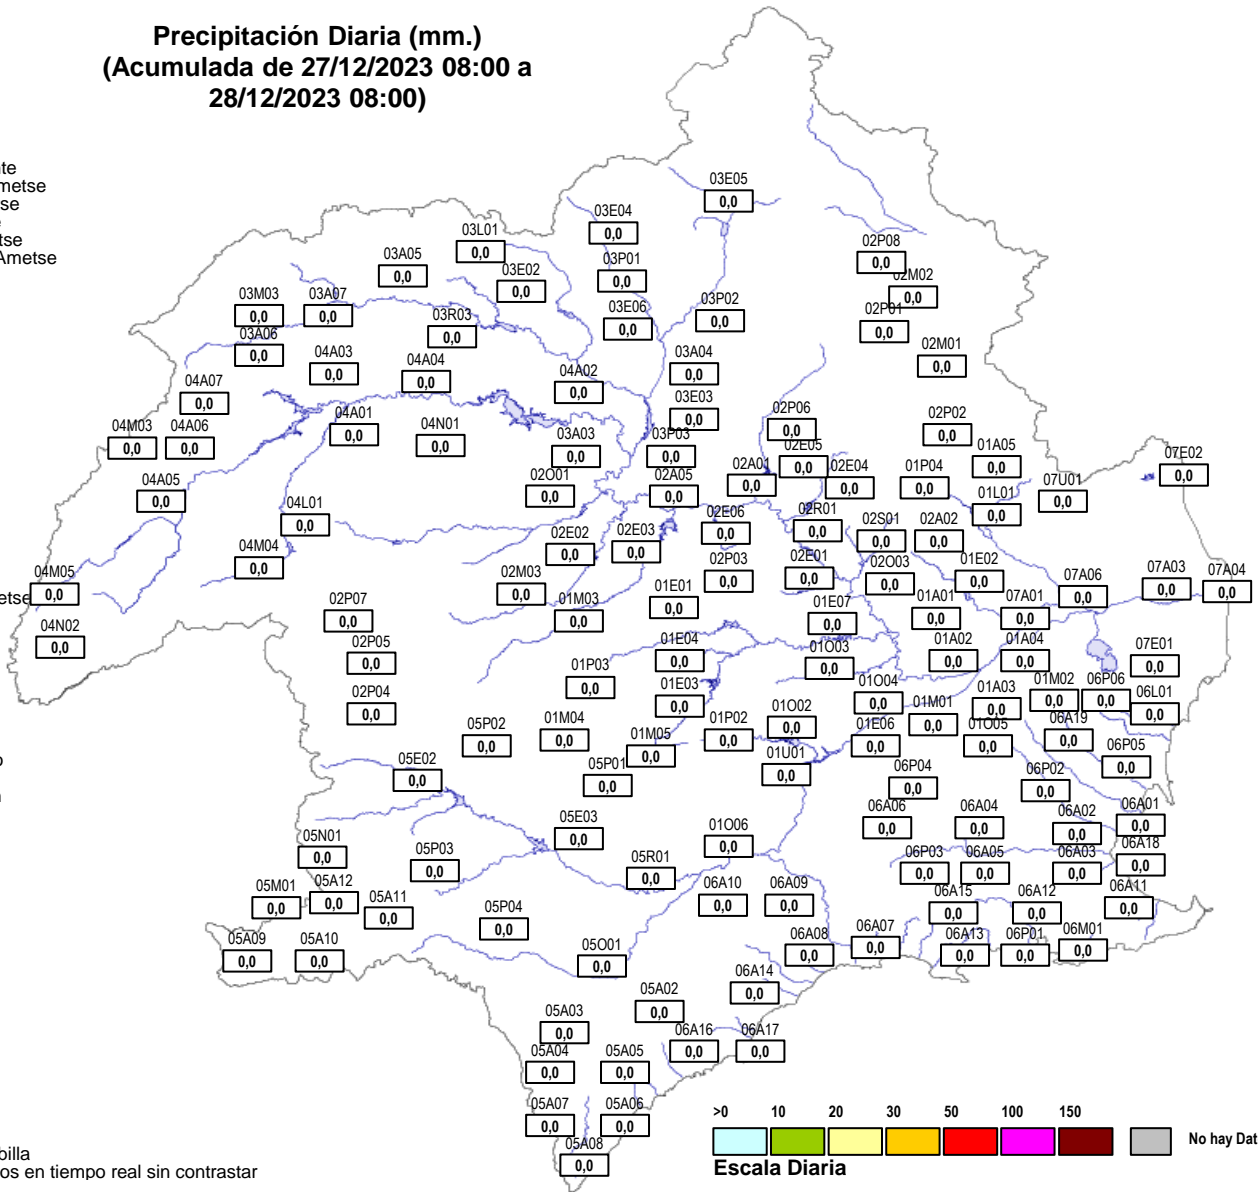 Precipitación Diaria (mm.)
(Acumulada de 27/12/2023 08:00 a
28/12/2023 08:00)
nte
metse
tse
e
tse
Ametse
03E05
0,0
03E04
0,0
03L01
0,0
03A05
0,0
03E02
0,0
03P01
0,0
02P08
0,0
02M02
0,0
03M03
0,0
03A07
0,0
03R03
0,0
03E06
0,0
03P02
0,0
02P01
0,0
03A06
0,0
04A03
0,0
04A04
0,0
04A02
0,0
03A04
0,0
02M01
0,0
04A07
0,0
04A01
0,0
03E03
0,0
02P06
0,0
02P02
0,0
04M03
0,0
04A06
0,0
04N01
0,0
03A03
0,0
03P03
0,0
02E05
0,0
01A05
0,0
07E02
0,0
04A05
0,0
02O01
0,0
02A05
0,0
02A01
0,0
02E04
0,0
01P04
0,0
07U01
0,0
01L01
0,0
04L01
0,0
02E06
0,0
02R01
0,0
02S01
0,0
02A02
0,0
04M04
0,0
02E02
0,0
02E03
0,0
02P03
0,0
02E01
0,0
02O03
0,0
01E02
0,0
04M05
0,0
etse
02M03
0,0
07A06
0,0
07A03
0,0
07A04
0,0
02P07
0,0
01M03
0,0
01E01
0,0
01E07
0,0
01A01
0,0
07A01
0,0
04N02
0,0
02P05
0,0
01E04
0,0
01O03
0,0
01A02
0,0
01A04
0,0
07E01
0,0
01P03
0,0
02P04
0,0
01E03
0,0
01O04
0,0
01A03
0,0
01M02
0,0
06P06
0,0
06L01
0,0
05P02
0,0
01M04
0,0
01M05
0,0
01P02
0,0
01O02
0,0
01E06
0,0
01M01
0,0
01O05
0,0
06A19
0,0
o
05E02
0,0
05P01
0,0
01U01
0,0
06P04
0,0
06P02
0,0
06P05
0,0
05E03
0,0
01O06
0,0
06A06
0,0
06A04
0,0
06A02
0,0
06A01
0,0
05N01
0,0
05P03
0,0
05R01
0,0
06P03
0,0
06A05
0,0
06A03
0,0
06A18
0,0
05M01
0,0
05A12
0,0
05A11
0,0
06A10
0,0
06A09
0,0
06A15
0,0
06A12
0,0
06A11
0,0
05P04
0,0
05A09
0,0
05A10
0,0
05O01
0,0
06A08
0,0
06A07
0,0
06A13
0,0
06P01
0,0
06M01
0,0
06A14
0,0
05A02
0,0
05A03
0,0
06A16
0,0
06A17
0,0
05A04
0,0
05A05
0,0
05A07
0,0
05A06
0,0
05A08
0,0
>0 10 20 30 50 100 150
No hay Dat
Escala Diaria
billa
os en tiempo real sin contrastar